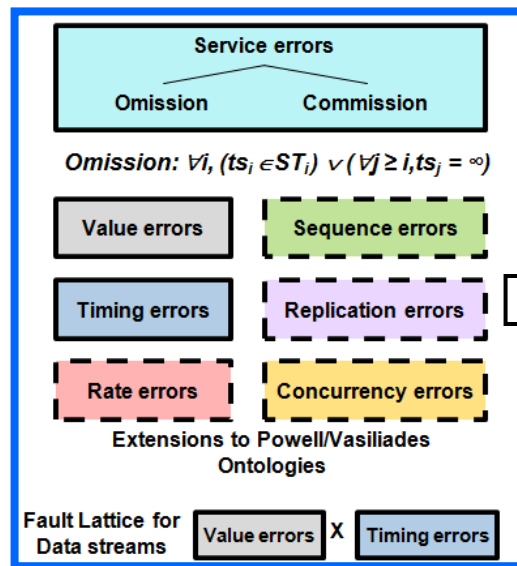 Service errors
Omission Commission
Omission: ∀i, (tsᵢ ∈ STᵢ) ∨ (∀j ≥ i, tsⱼ = ∞)
Value errors Sequence errors
Timing errors Replication errors
Rate errors Concurrency errors
Extensions to Powell/Vasiliades
Ontologies
Fault Lattice for
Data streams Value errors X Timing errors